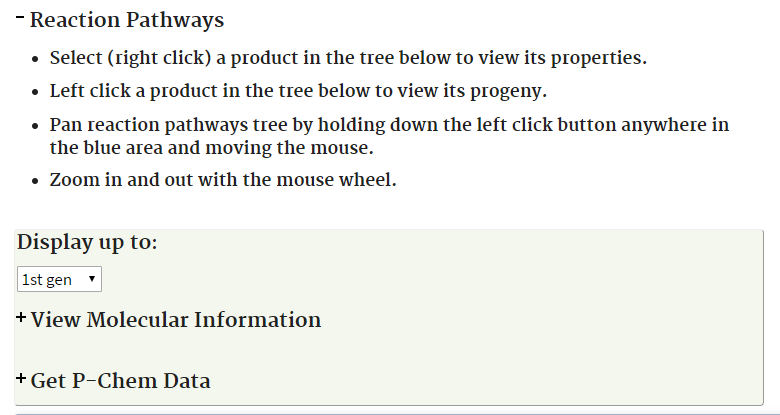 − Reaction Pathways
• Select (right click) a product in the tree below to view its properties.
• Left click a product in the tree below to view its progeny.
• Pan reaction pathways tree by holding down the left click button anywhere in
the blue area and moving the mouse.
• Zoom in and out with the mouse wheel.
Display up to:
1st gen ▼
+ View Molecular Information
+ Get P-Chem Data